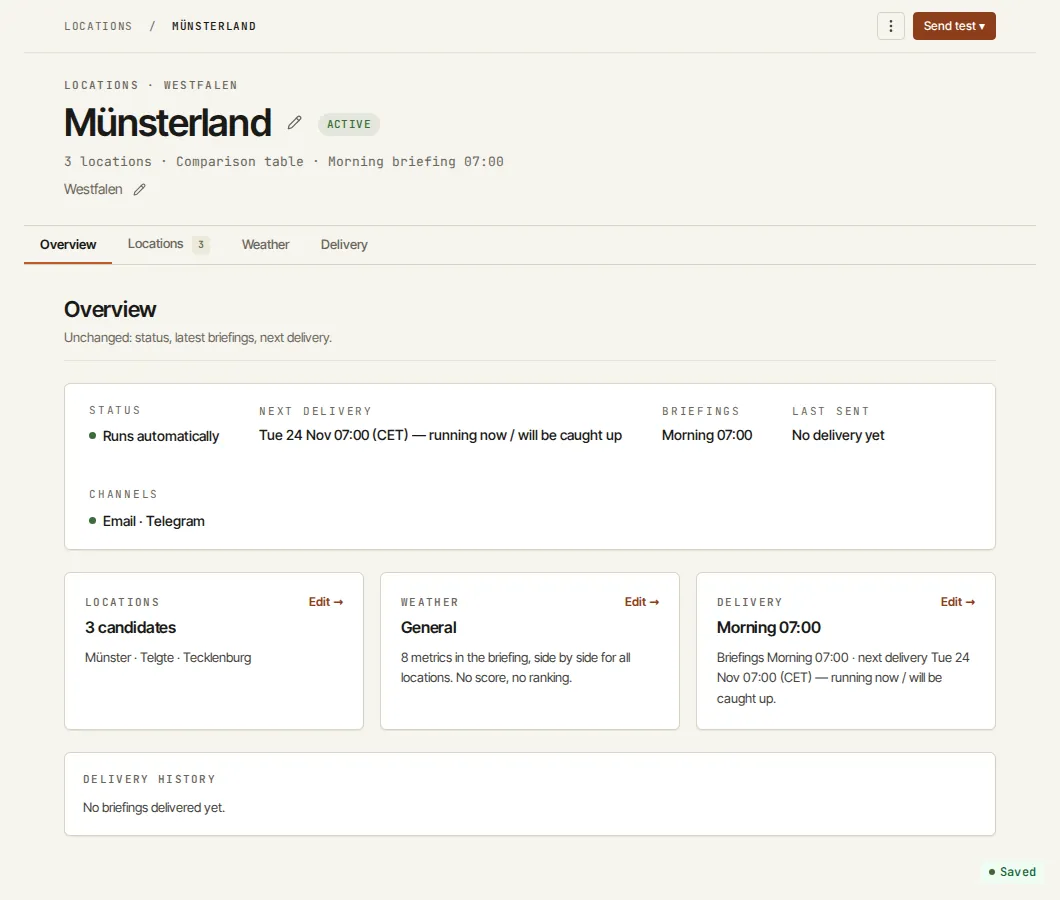 LOCATIONS / MÜNSTERLAND
⋮ Send test ▾
LOCATIONS · WESTFALEN
Münsterland ACTIVE
3 locations · Comparison table · Morning briefing 07:00
Westfalen
Overview Locations 3 Weather Delivery
Overview
Unchanged: status, latest briefings, next delivery.
STATUS NEXT DELIVERY BRIEFINGS LAST SENT
Runs automatically Tue 24 Nov 07:00 (CET) — running now / will be caught up Morning 07:00 No delivery yet
CHANNELS
Email · Telegram
LOCATIONS Edit →
3 candidates
Münster · Telgte · Tecklenburg
WEATHER Edit →
General
8 metrics in the briefing, side by side for all
locations. No score, no ranking.
DELIVERY Edit →
Morning 07:00
Briefings Morning 07:00 · next delivery Tue 24
Nov 07:00 (CET) — running now / will be
caught up.
DELIVERY HISTORY
No briefings delivered yet.
Saved